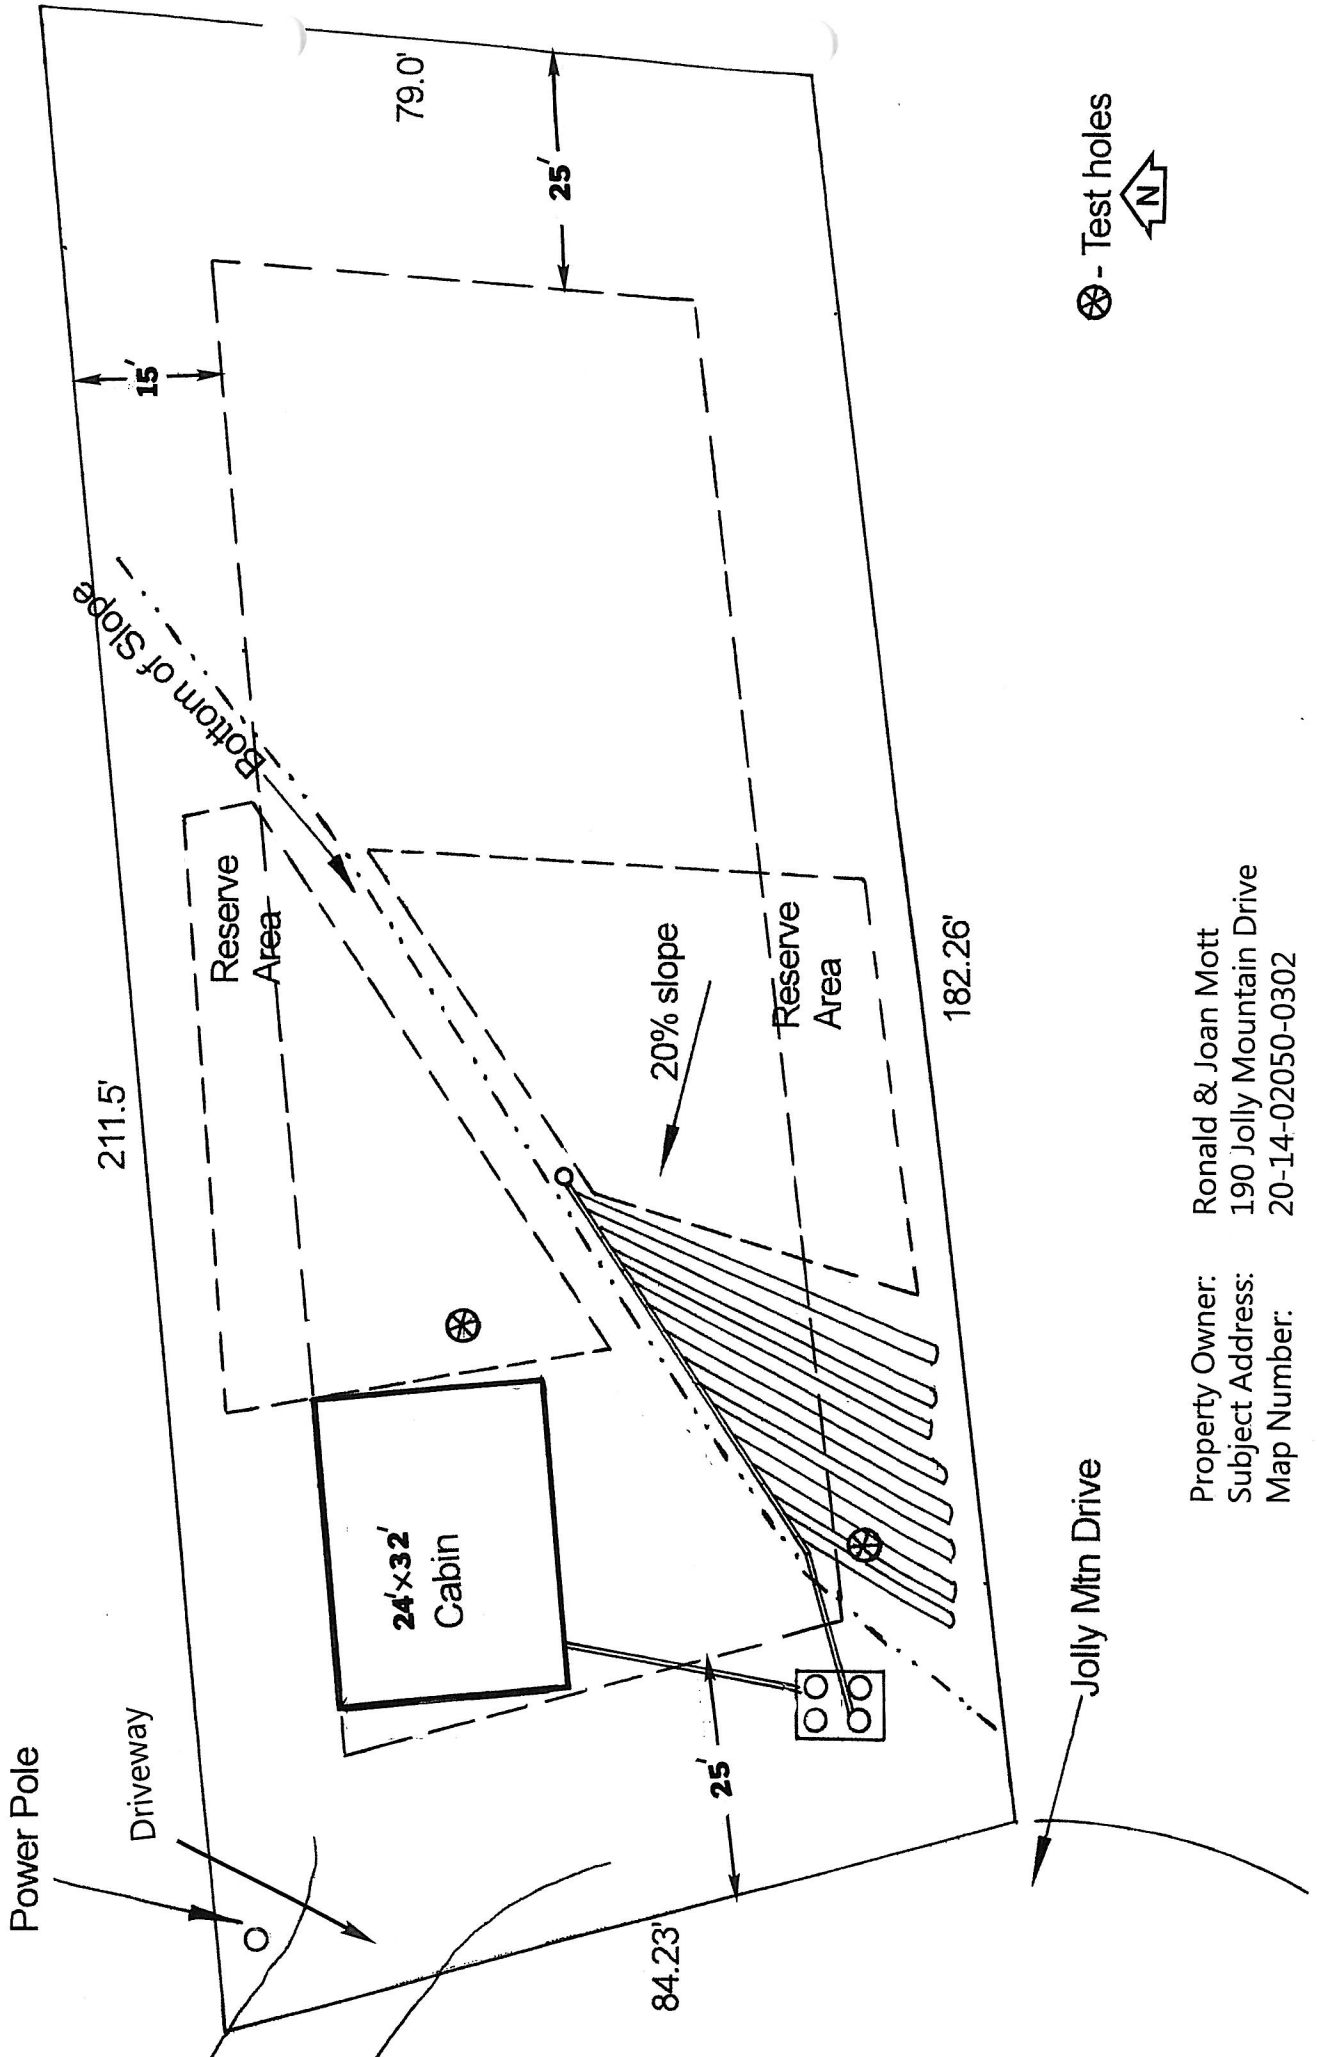 Power Pole
Driveway
211.5'
Bottom of Slope
15'
79.0'
25'
Reserve
Area
24'x32'
Cabin
20% slope
Reserve
Area
25'
84.23'
182.26'
Jolly Mtn Drive
- Test holes
N
Property Owner: Ronald & Joan Mott
Subject Address: 190 Jolly Mountain Drive
Map Number: 20-14-02050-0302